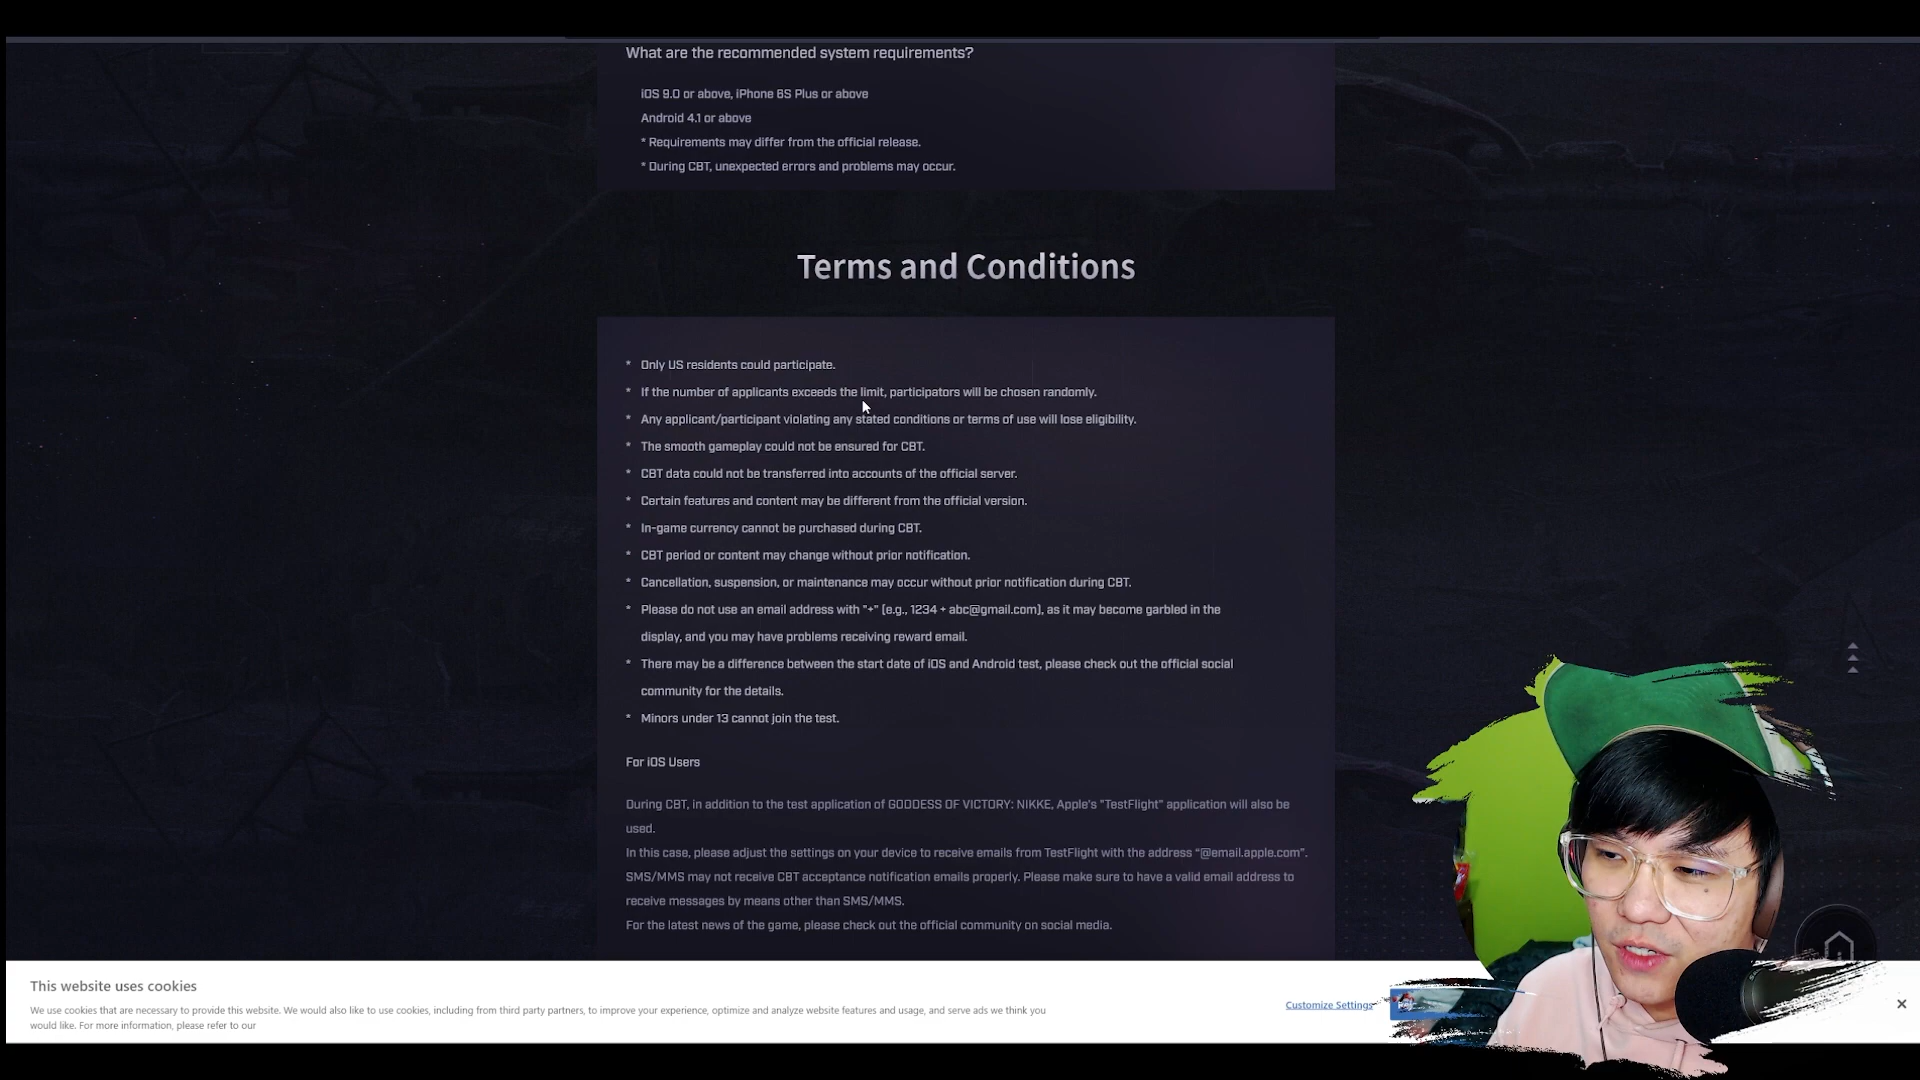 What are the recommended system requirements?
iOS 9.0 or above, iPhone 6S Plus or above
Android 4.1 or above
* Requirements may differ from the official release.
* During CBT, unexpected errors and problems may occur.
Terms and Conditions
* Only US residents could participate.
* If the number of applicants exceeds the limit, participators will be chosen randomly.
* Any applicant/participant violating any stated conditions or terms of use will lose eligibility.
* The smooth gameplay could not be ensured for CBT.
* CBT data could not be transferred into accounts of the official server.
* Certain features and content may be different from the official version.
* In-game currency cannot be purchased during CBT.
* CBT period or content may change without prior notification.
* Cancellation, suspension, or maintenance may occur without prior notification during CBT.
* Please do not use an email address with "+" (e.g., 1234 + abc@gmail.com), as it may become garbled in the
display, and you may have problems receiving reward email.
* There may be a difference between the start date of iOS and Android test, please check out the official social
community for the details.
* Minors under 13 cannot join the test.
For iOS Users
During CBT, in addition to the test application of GODDESS OF VICTORY: NIKKE, Apple's "TestFlight" application will also be
used.
In this case, please adjust the settings on your device to receive emails from TestFlight with the address “@email.apple.com”.
SMS/MMS may not receive CBT acceptance notification emails properly. Please make sure to have a valid email address to
receive messages by means other than SMS/MMS.
For the latest news of the game, please check out the official community on social media.
This website uses cookies
We use cookies that are necessary to provide this website. We would also like to use cookies, including from third party partners, to improve your experience, optimize and analyze website features and usage, and serve ads we think you
would like. For more information, please refer to our
Customize Settings